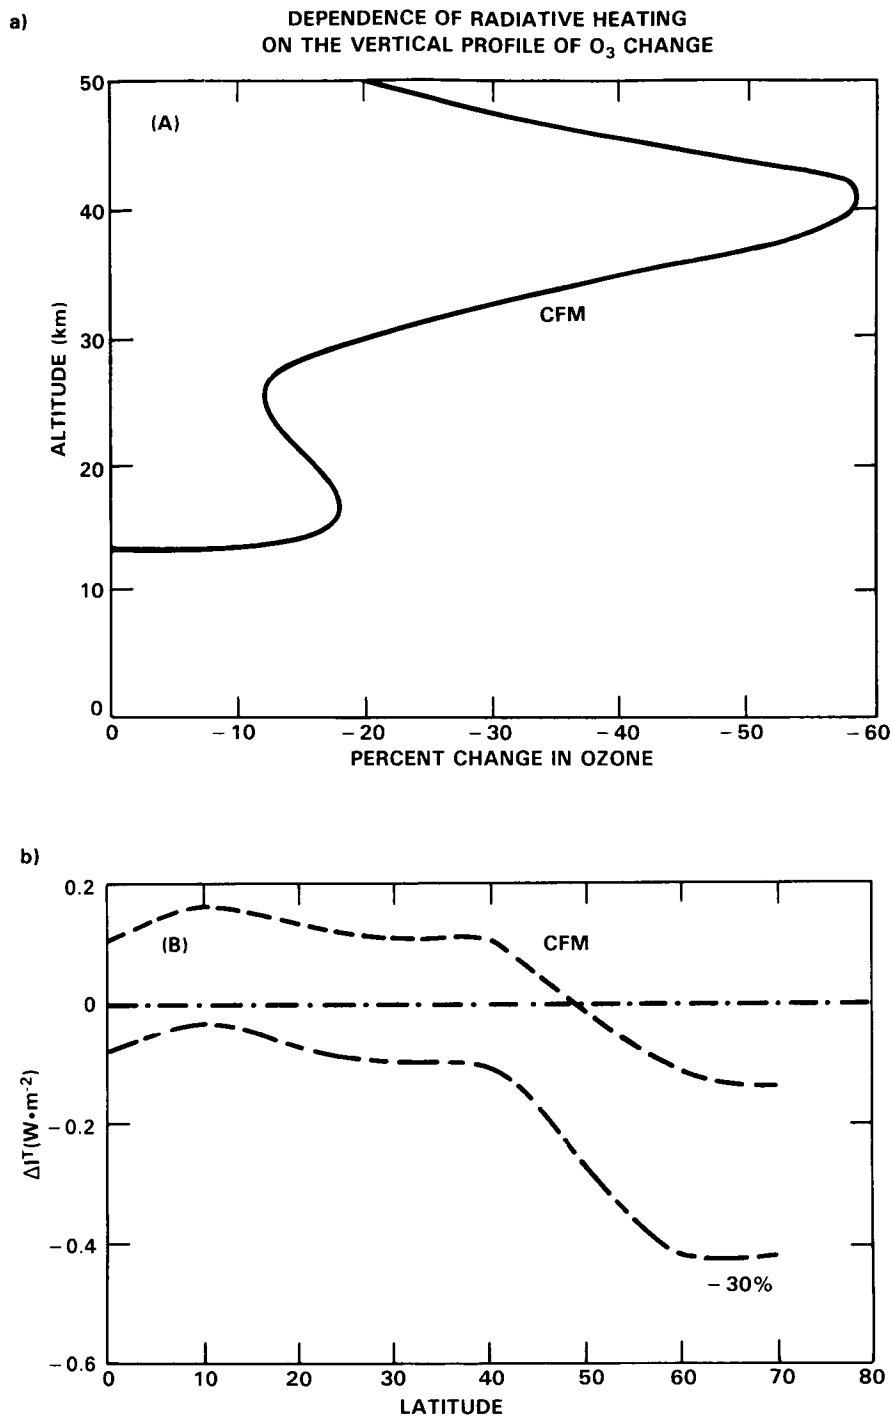 a)
DEPENDENCE OF RADIATIVE HEATING
ON THE VERTICAL PROFILE OF O₃ CHANGE
50
(A)
40
CFM
ALTITUDE (km)
30
20
10
0
0 −10 −20 −30 −40 −50 −60
PERCENT CHANGE IN OZONE
b)
0.2
(B)
CFM
0
ΔIᵀ(W•m⁻²)
−0.2
−0.4
−30%
−0.6
0 10 20 30 40 50 60 70 80
LATITUDE